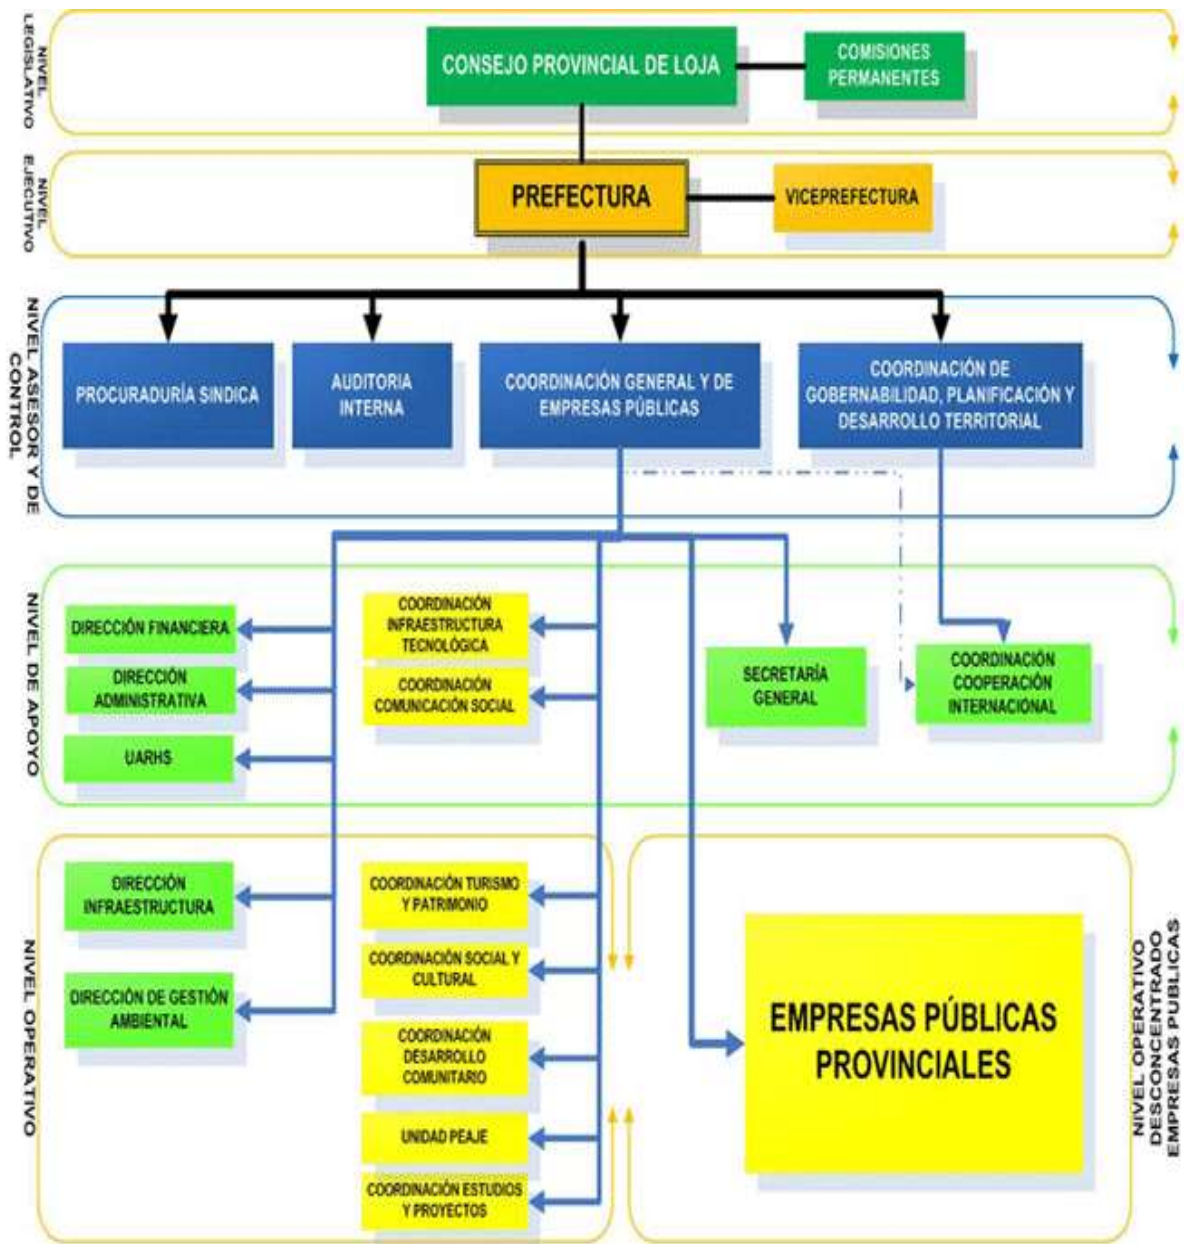 NIVEL
LEGISLATIVO
CONSEJO PROVINCIAL DE LOJA
COMISIONES
PERMANENTES
NIVEL
EJECUTIVO
PREFECTURA
VICEPREFECTURA
NIVEL ASESOR Y DE
CONTROL
PROCURADURÍA SINDICA
AUDITORIA
INTERNA
COORDINACIÓN GENERAL Y DE
EMPRESAS PÚBLICAS
COORDINACIÓN DE
GOBERNABILIDAD, PLANIFICACIÓN Y
DESARROLLO TERRITORIAL
NIVEL DE APOYO
DIRECCIÓN FINANCIERA
DIRECCIÓN
ADMINISTRATIVA
UARHS
COORDINACIÓN
INFRAESTRUCTURA
TECNOLÓGICA
COORDINACIÓN
COMUNICACIÓN SOCIAL
SECRETARÍA
GENERAL
COORDINACIÓN
COOPERACIÓN
INTERNACIÓNAL
NIVEL OPERATIVO
DIRECCIÓN
INFRAESTRUCTURA
DIRECCIÓN DE GESTIÓN
AMBIENTAL
COORDINACIÓN TURISMO
Y PATRIMONIO
COORDINACIÓN SOCIAL Y
CULTURAL
COORDINACIÓN
DESARROLLO
COMUNITARIO
UNIDAD PEAJE
COORDINACIÓN ESTUDIOS
Y PROYECTOS
EMPRESAS PÚBLICAS
PROVINCIALES
NIVEL OPERATIVO
DESCONCENTRADO
EMPRESAS PUBLICAS